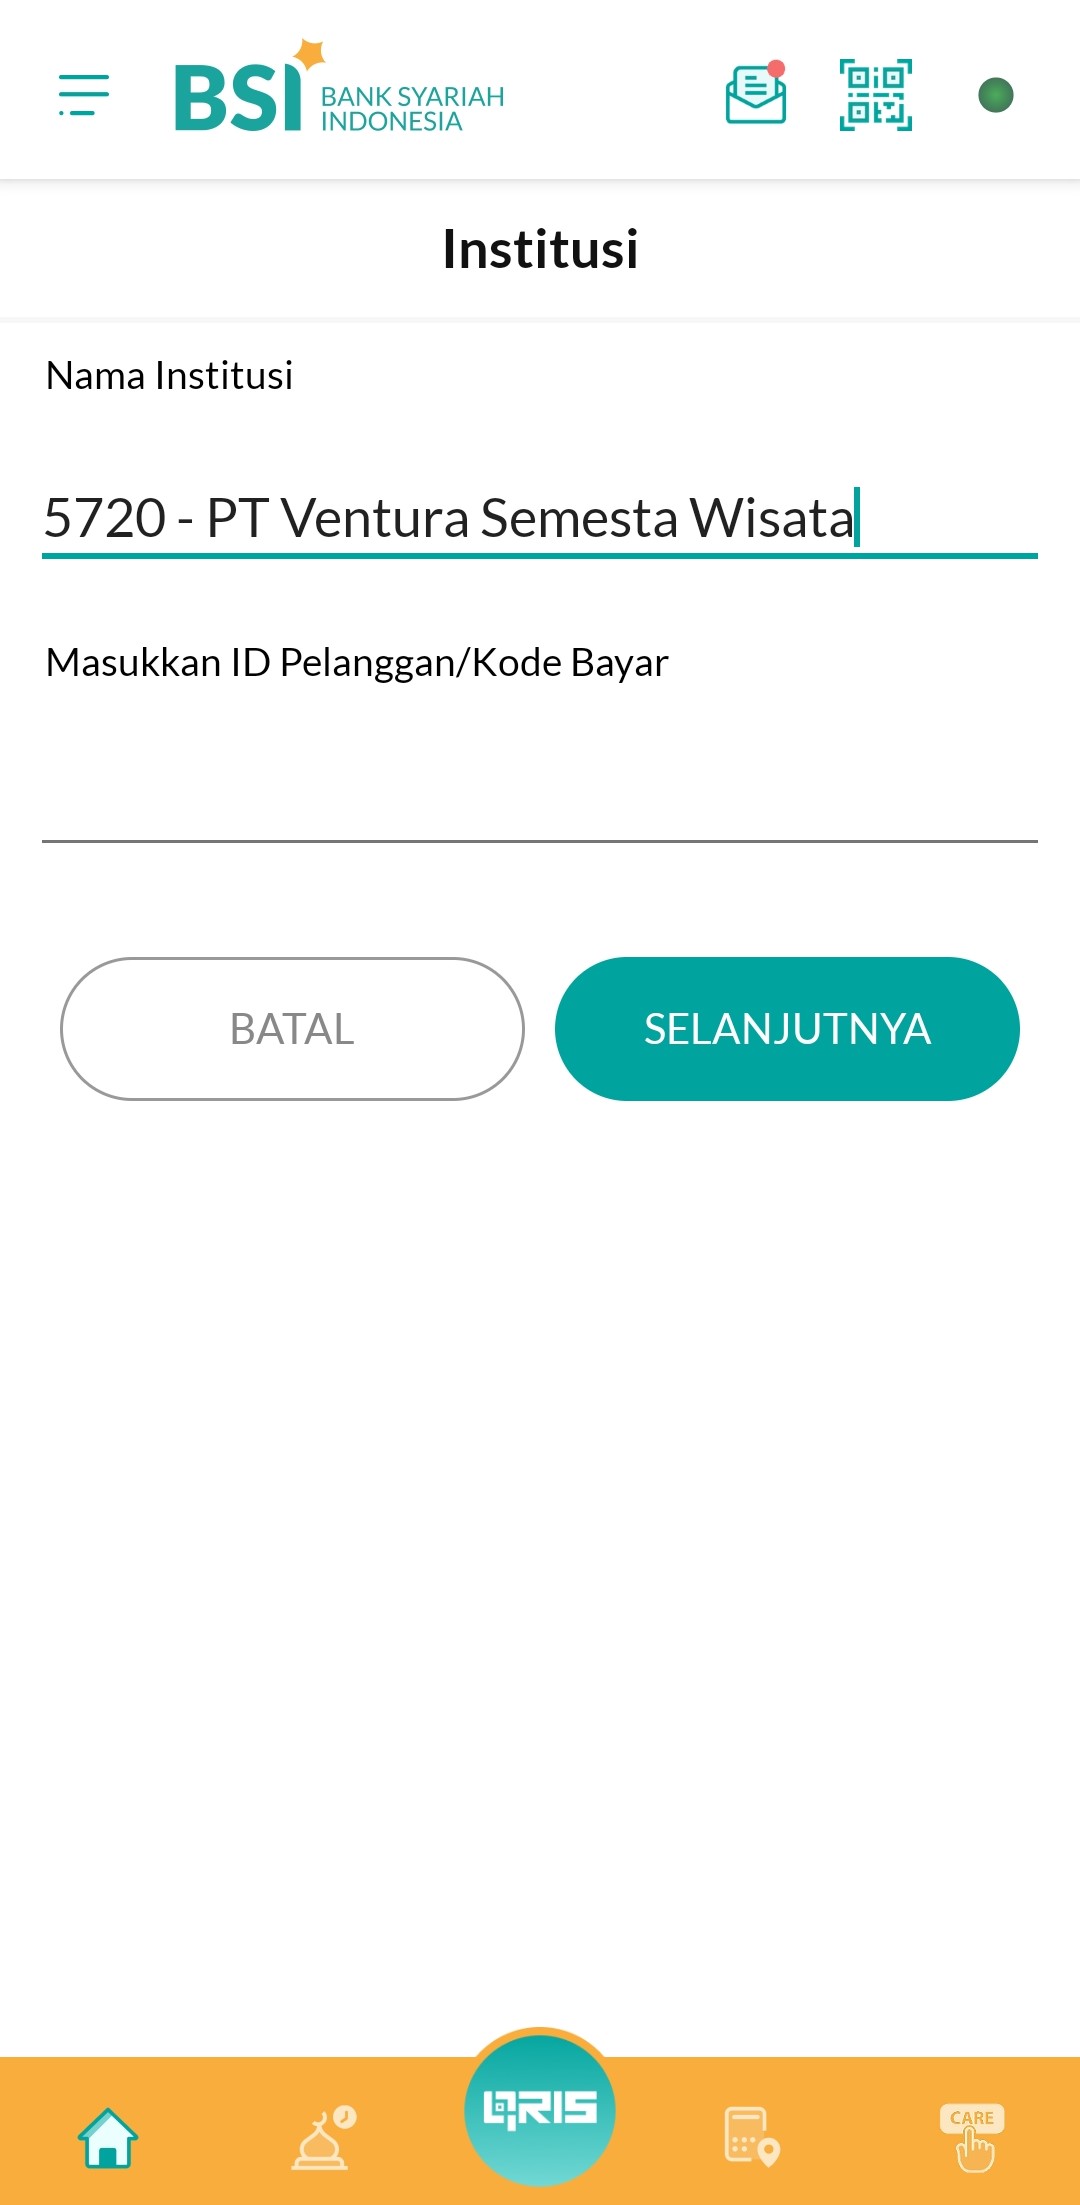 BSI
BANK SYARIAH
INDONESIA
Institusi
Nama Institusi
5720 - PT Ventura Semesta Wisata
Masukkan ID Pelanggan/Kode Bayar
BATAL
SELANJUTNYA
QRIS
CARE